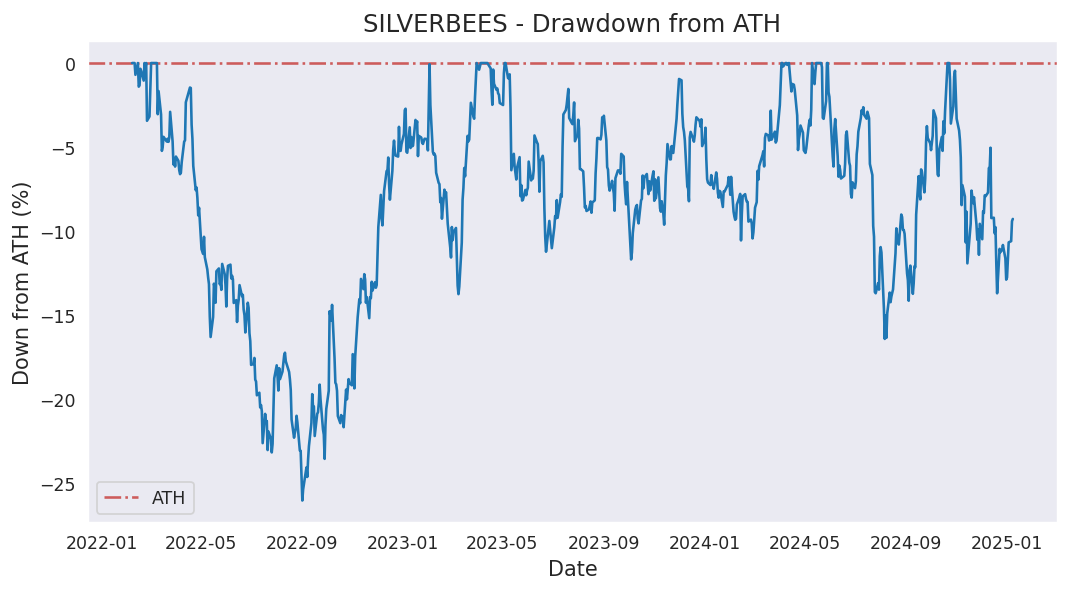 SILVERBEES - Drawdown from ATH
Down from ATH (%)
0
−5
−10
−15
−20
−25
ATH
2022-01 2022-05 2022-09 2023-01 2023-05 2023-09 2024-01 2024-05 2024-09 2025-01
Date